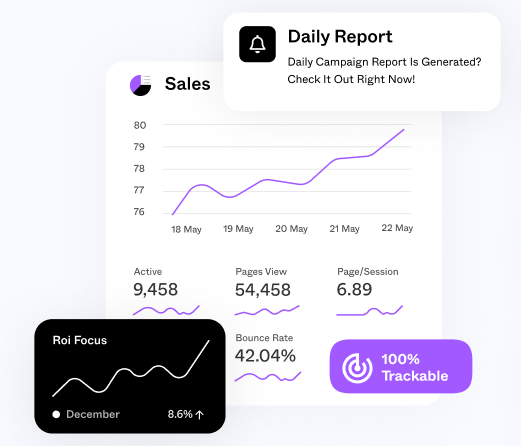 Daily Report
Daily Campaign Report Is Generated?
Check It Out Right Now!
Sales
80
79
78
77
76
18 May
19 May
20 May
21 May
22 May
Active
9,458
Pages View
54,458
Page/Session
6.89
Roi Focus
December
8.6%↑
Bounce Rate
42.04%
100%
Trackable